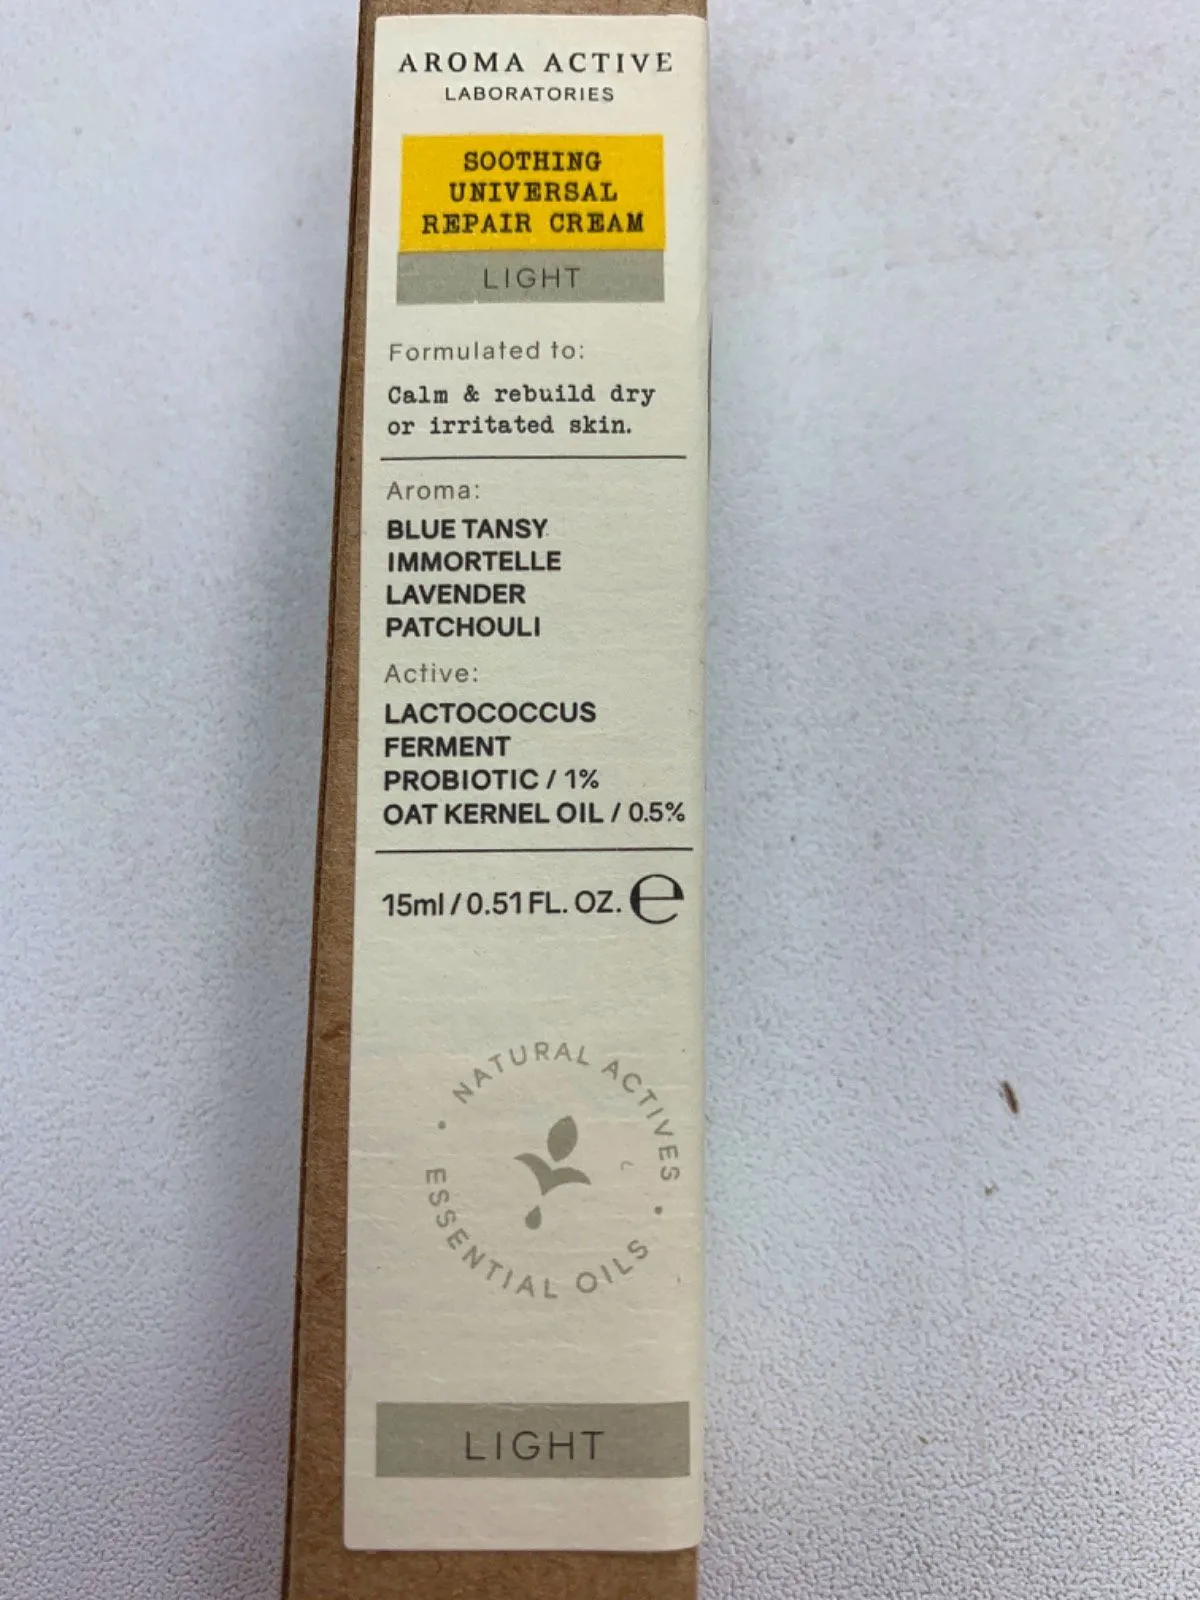 AROMA ACTIVE
LABORATORIES
SOOTHING
UNIVERSAL
REPAIR CREAM
LIGHT
Formulated to:
Calm & rebuild dry
or irritated skin.
Aroma:
BLUE TANSY
IMMORTELLE
LAVENDER
PATCHOULI
Active:
LACTOCOCCUS
FERMENT
PROBIOTIC / 1%
OAT KERNEL OIL / 0.5%
15ml / 0.51 FL. OZ. ℮
NATURAL ACTIVES
ESSENTIAL OILS
LIGHT